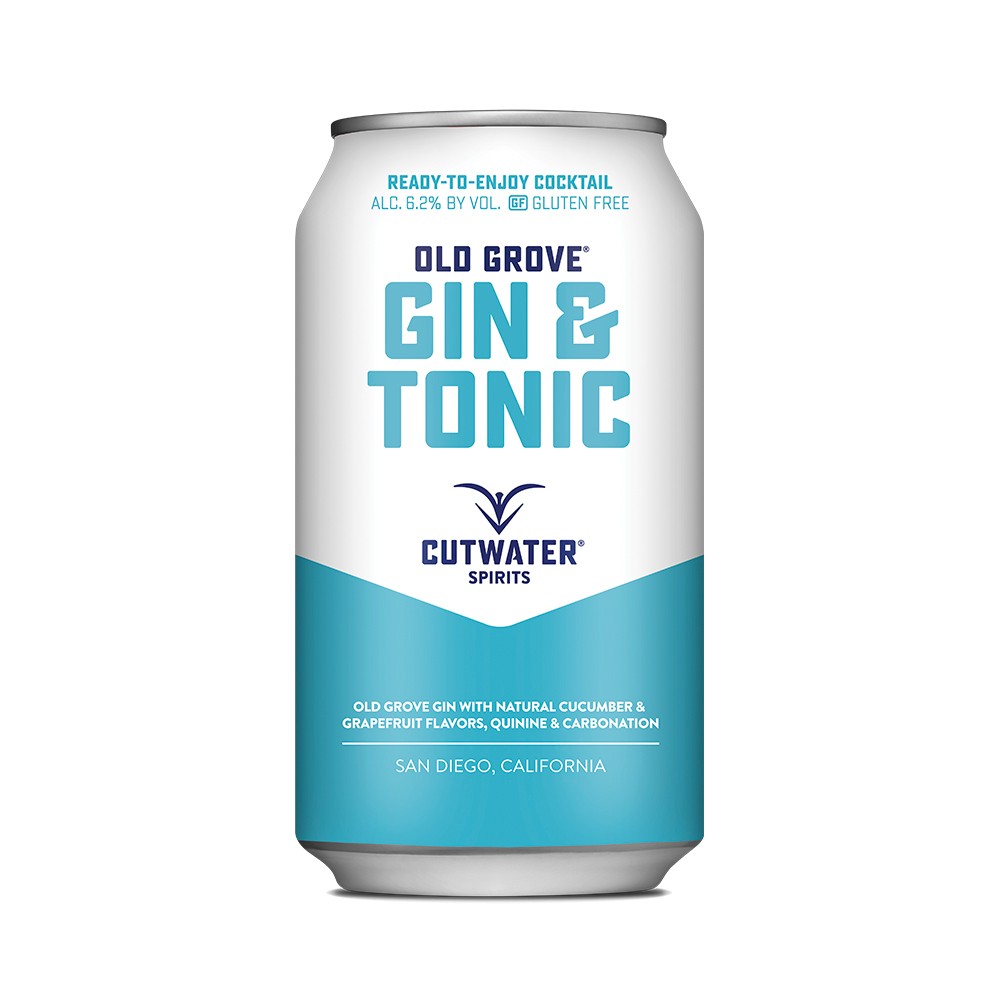 READY-TO-ENJOY COCKTAIL
ALC. 6.2% BY VOL. GF GLUTEN FREE
OLD GROVE®
GIN &
TONIC
CUTWATER®
SPIRITS
OLD GROVE GIN WITH NATURAL CUCUMBER &
GRAPEFRUIT FLAVORS, QUININE & CARBONATION
SAN DIEGO, CALIFORNIA